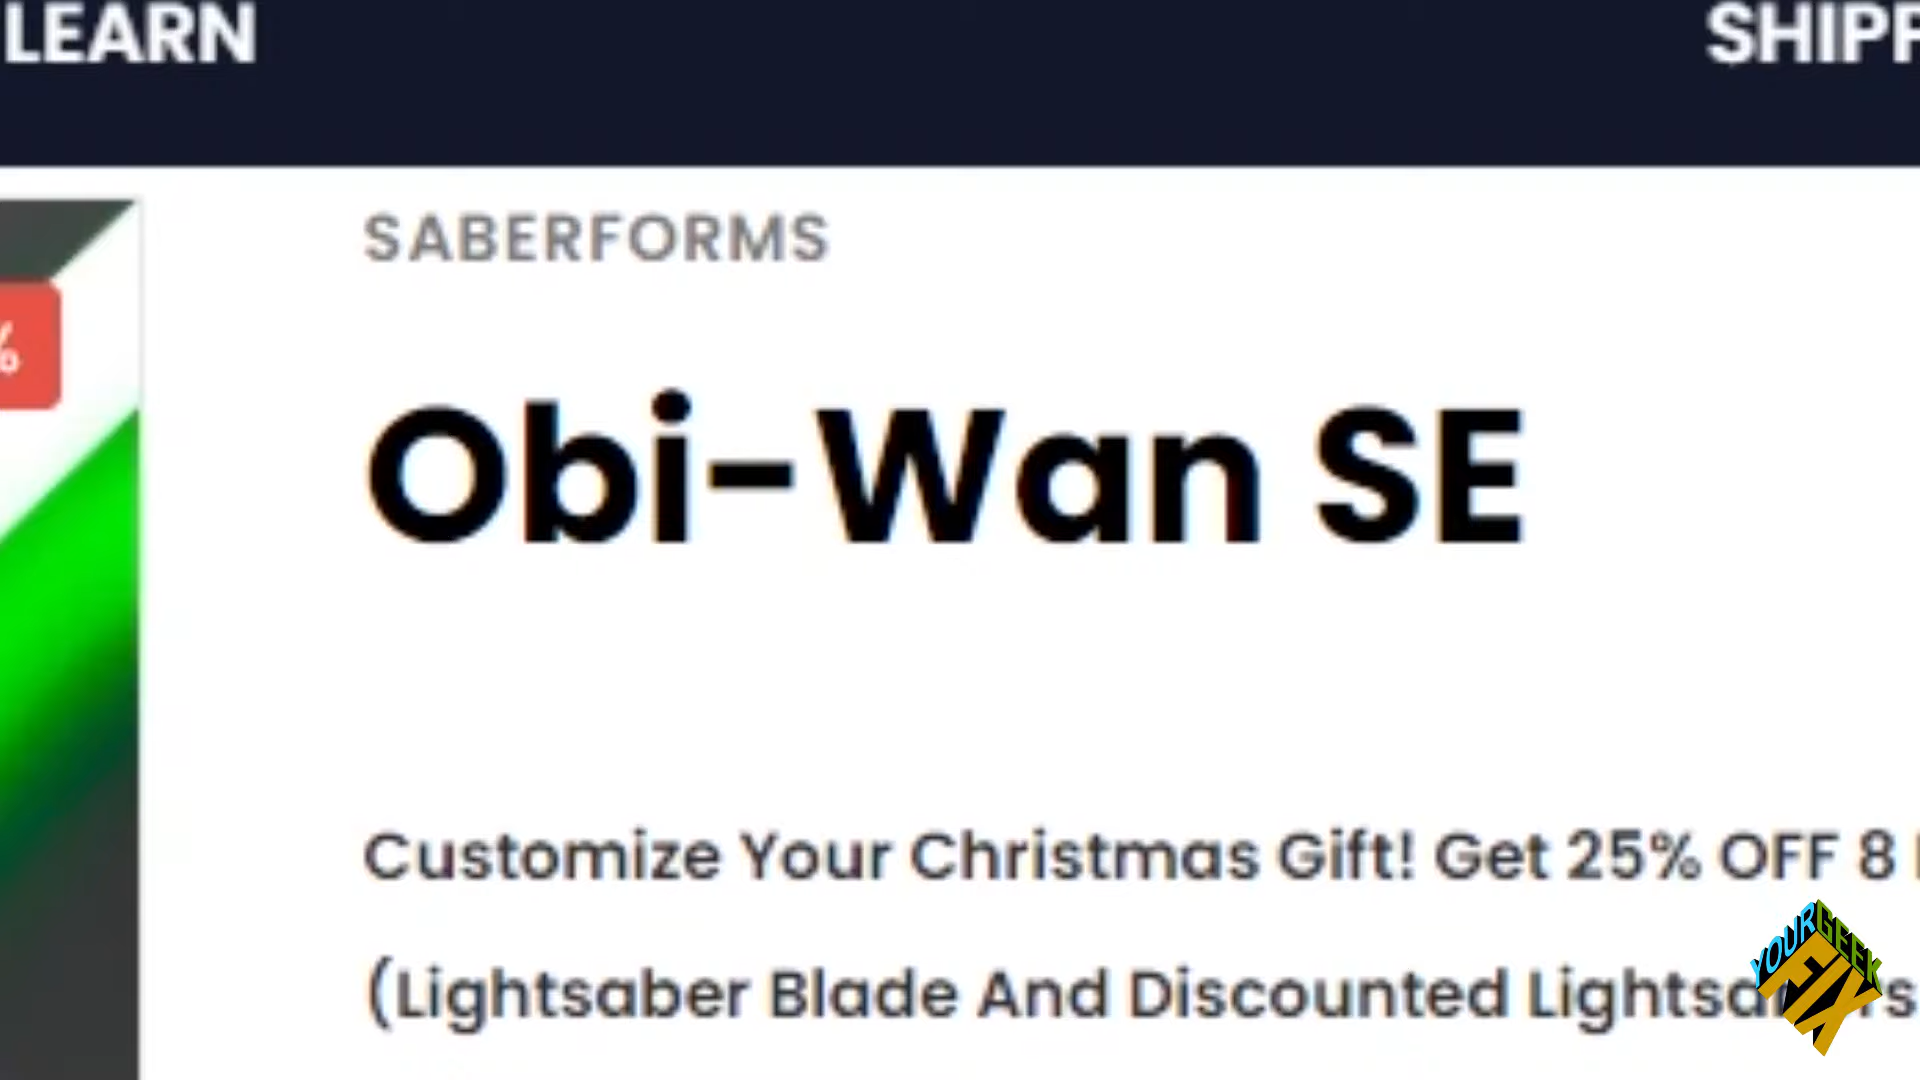 LEARN
SHIPP
%
SABERFORMS
Obi-Wan SE
Customize Your Christmas Gift! Get 25% OFF 8
(Lightsaber Blade And Discounted
YOUR GEEK
FIX